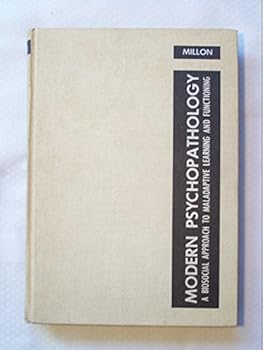 MILLON
MODERN PSYCHOPATHOLOGY
A BIOSOCIAL APPROACH TO MALADAPTIVE LEARNING AND FUNCTIONING